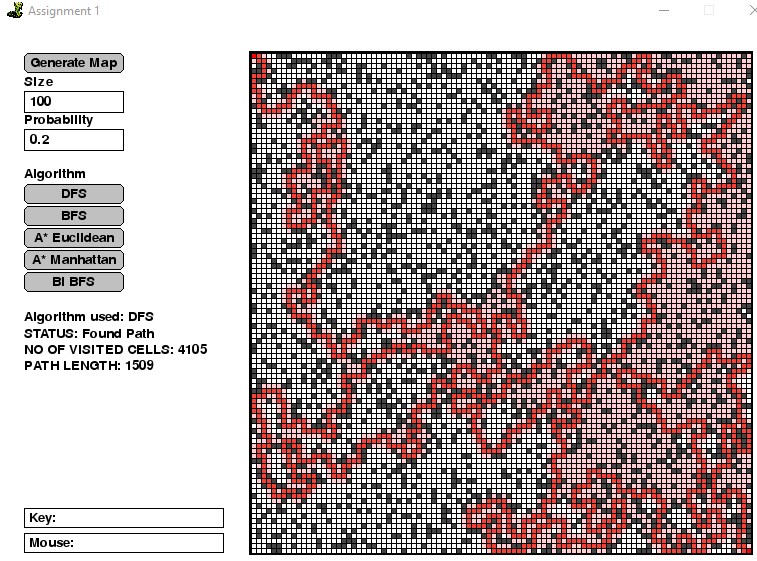 Assignment 1
Generate Map
Size
100
Probability
0.2
Algorithm
DFS
BFS
A* Euclidean
A* Manhattan
BI BFS
Algorithm used: DFS
STATUS: Found Path
NO OF VISITED CELLS: 4105
PATH LENGTH: 1509
Key:
Mouse: